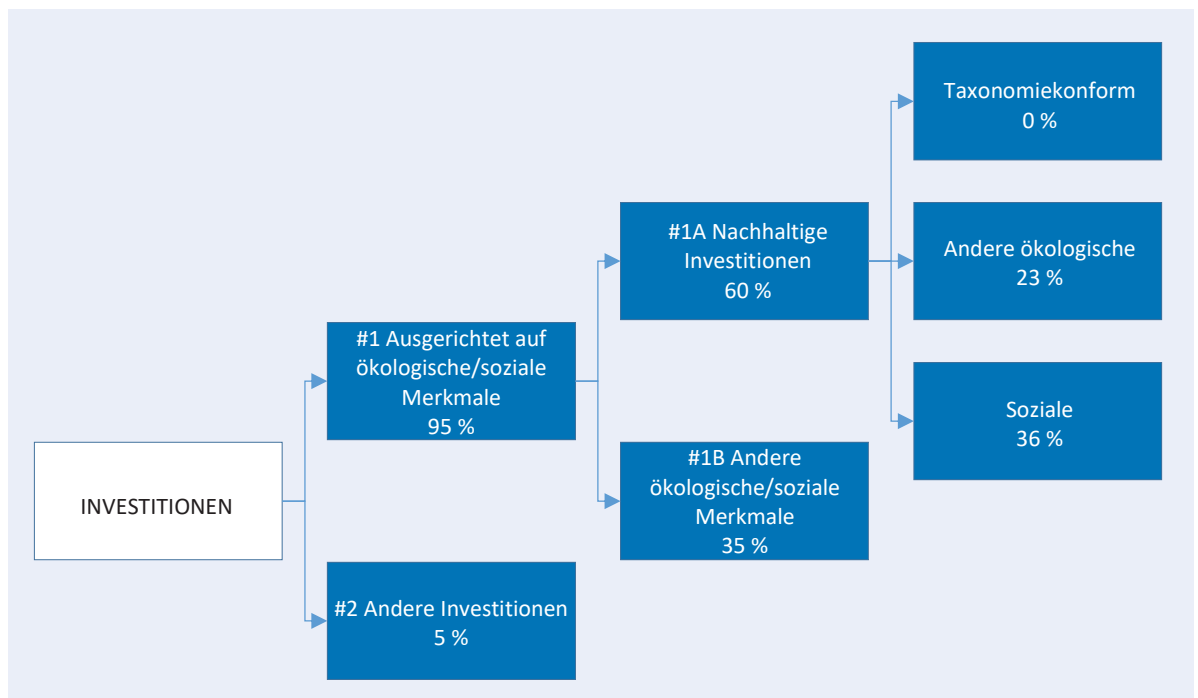 INVESTITIONEN
#1 Ausgerichtet auf
ökologische/soziale
Merkmale
95 %
#2 Andere Investitionen
5 %
#1A Nachhaltige
Investitionen
60 %
#1B Andere
ökologische/soziale
Merkmale
35 %
Taxonomiekonform
0 %
Andere ökologische
23 %
Soziale
36 %